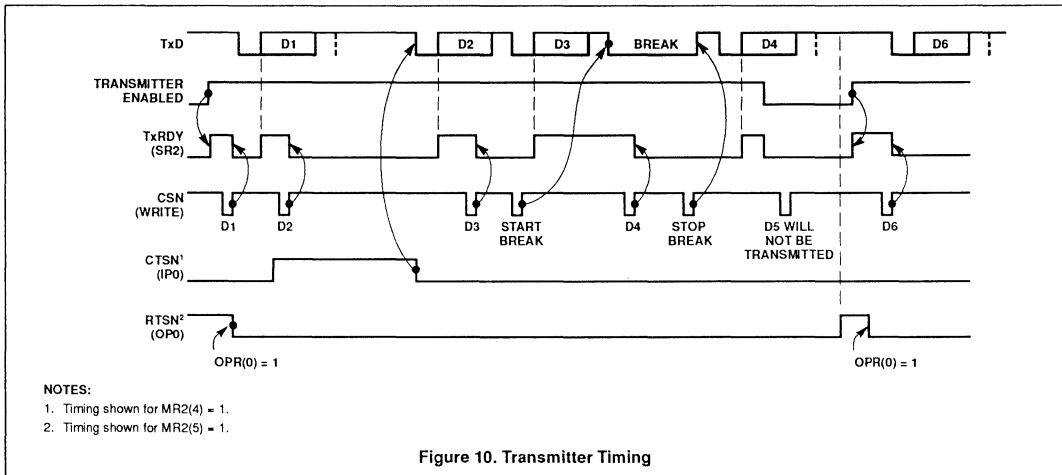 TxD
D1
D2
D3
BREAK
D4
D6
TRANSMITTER
ENABLED
TxRDY
(SR2)
CSN
(WRITE)
D1
D2
D3
START
BREAK
D4
STOP
BREAK
D5 WILL
NOT BE
TRANSMITTED
D6
CTSN1
(IP0)
RTSN2
(OP0)
OPR(0) = 1
OPR(0) = 1
NOTES:
1. Timing shown for MR2(4) = 1.
2. Timing shown for MR2(5) = 1.
Figure 10. Transmitter Timing